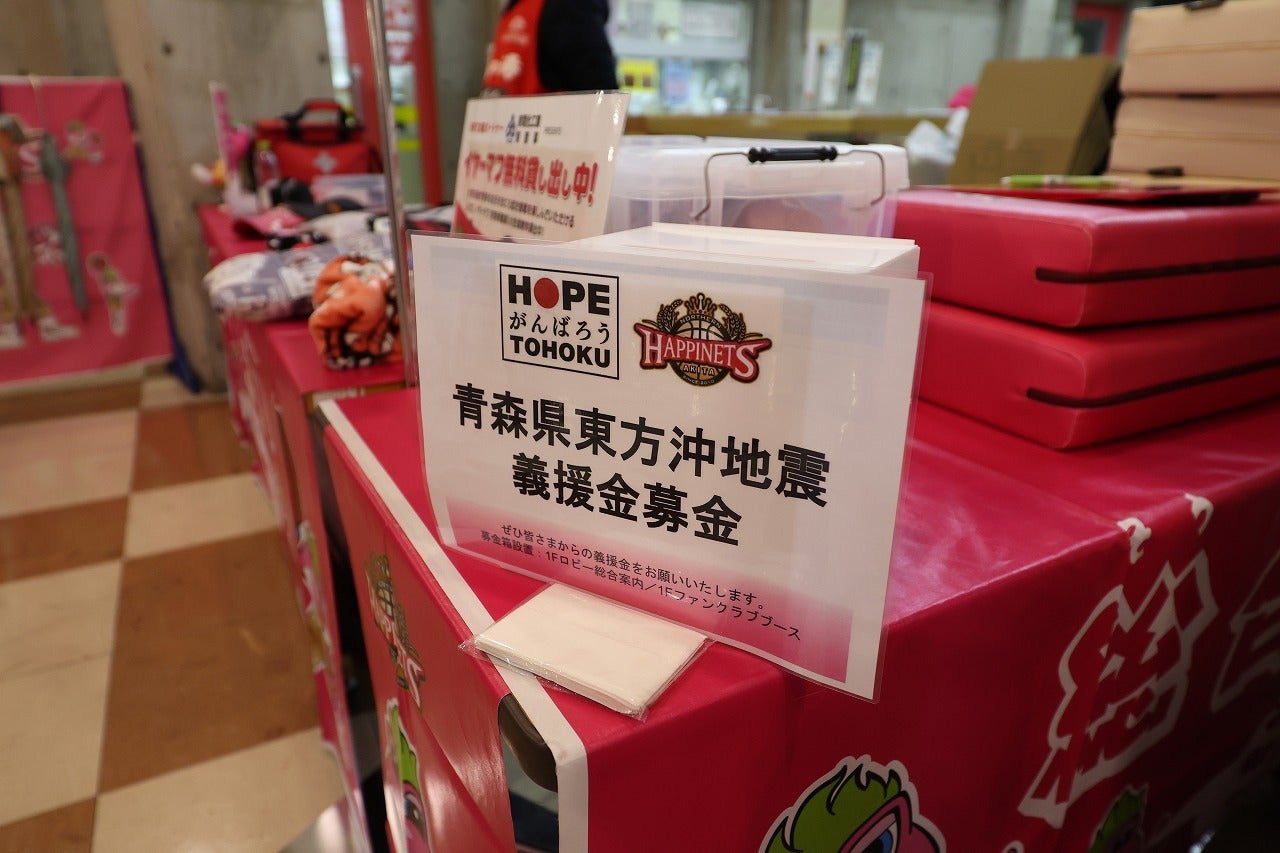 イヤーマフ無料貸し出し中!
HOPE
がんばろう
TOHOKU
NORTHERN
HAPPINETS
AKITA
青森県東方沖地震
義援金募金
ぜひ皆さまからの義援金をお願いいたします。
募金箱設置:1Fロビー総合案内/1Fファンクラブブース